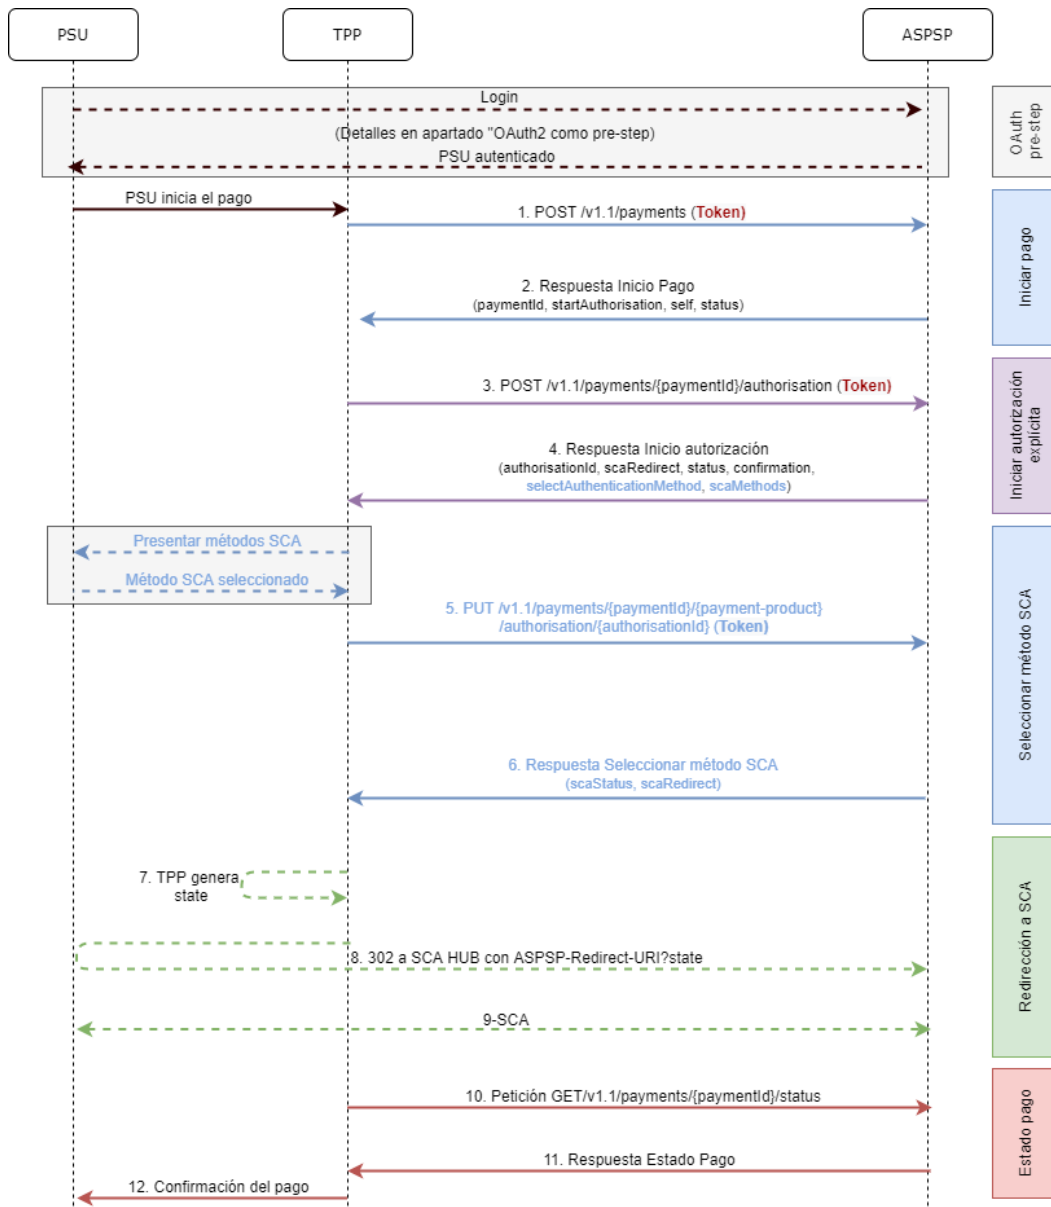 PSU
TPP
ASPSP
Login
(Detalles en apartado "OAuth2 como pre-step)
PSU autenticado
OAuth
pre-step
PSU inicia el pago
1. POST /v1.1/payments (Token)
2. Respuesta Inicio Pago
(paymentId, startAuthorisation, self, status)
Iniciar pago
3. POST /v1.1/payments/{paymentId}/authorisation (Token)
4. Respuesta Inicio autorización
(authorisationId, scaRedirect, status, confirmation,
selectAuthenticationMethod, scaMethods)
Iniciar autorización
explícita
Presentar métodos SCA
Método SCA seleccionado
5. PUT /v1.1/payments/{paymentId}/{payment-product}
/authorisation/{authorisationId} (Token)
6. Respuesta Seleccionar método SCA
(scaStatus, scaRedirect)
Seleccionar método SCA
7. TPP genera
state
8. 302 a SCA HUB con ASPSP-Redirect-URI?state
9-SCA
Redirección a SCA
10. Petición GET/v1.1/payments/{paymentId}/status
11. Respuesta Estado Pago
12. Confirmación del pago
Estado pago